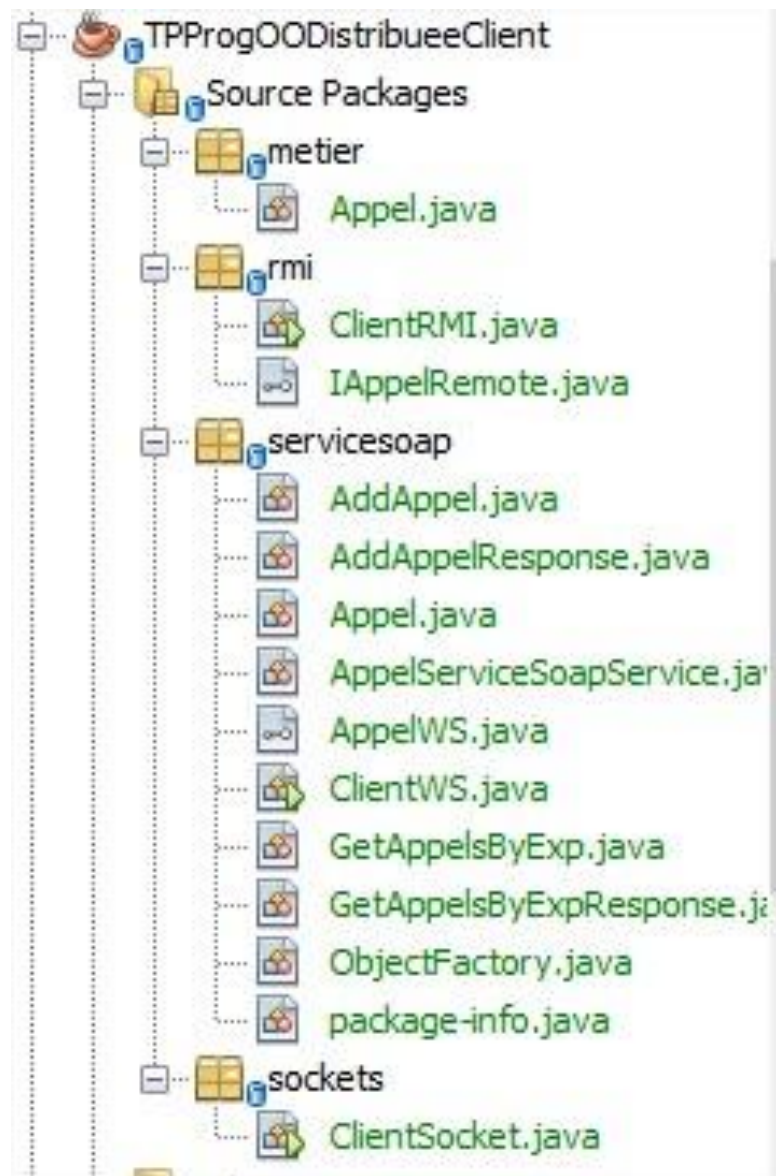 TPProgOODistribueeClient
Source Packages
metier
Appel.java
rmi
ClientRMI.java
IAppelRemote.java
servicesoap
AddAppel.java
AddAppelResponse.java
Appel.java
AppelServiceSoapService.ja
AppelWS.java
ClientWS.java
GetAppelsByExp.java
GetAppelsByExpResponse.ja
ObjectFactory.java
package-info.java
sockets
ClientSocket.java